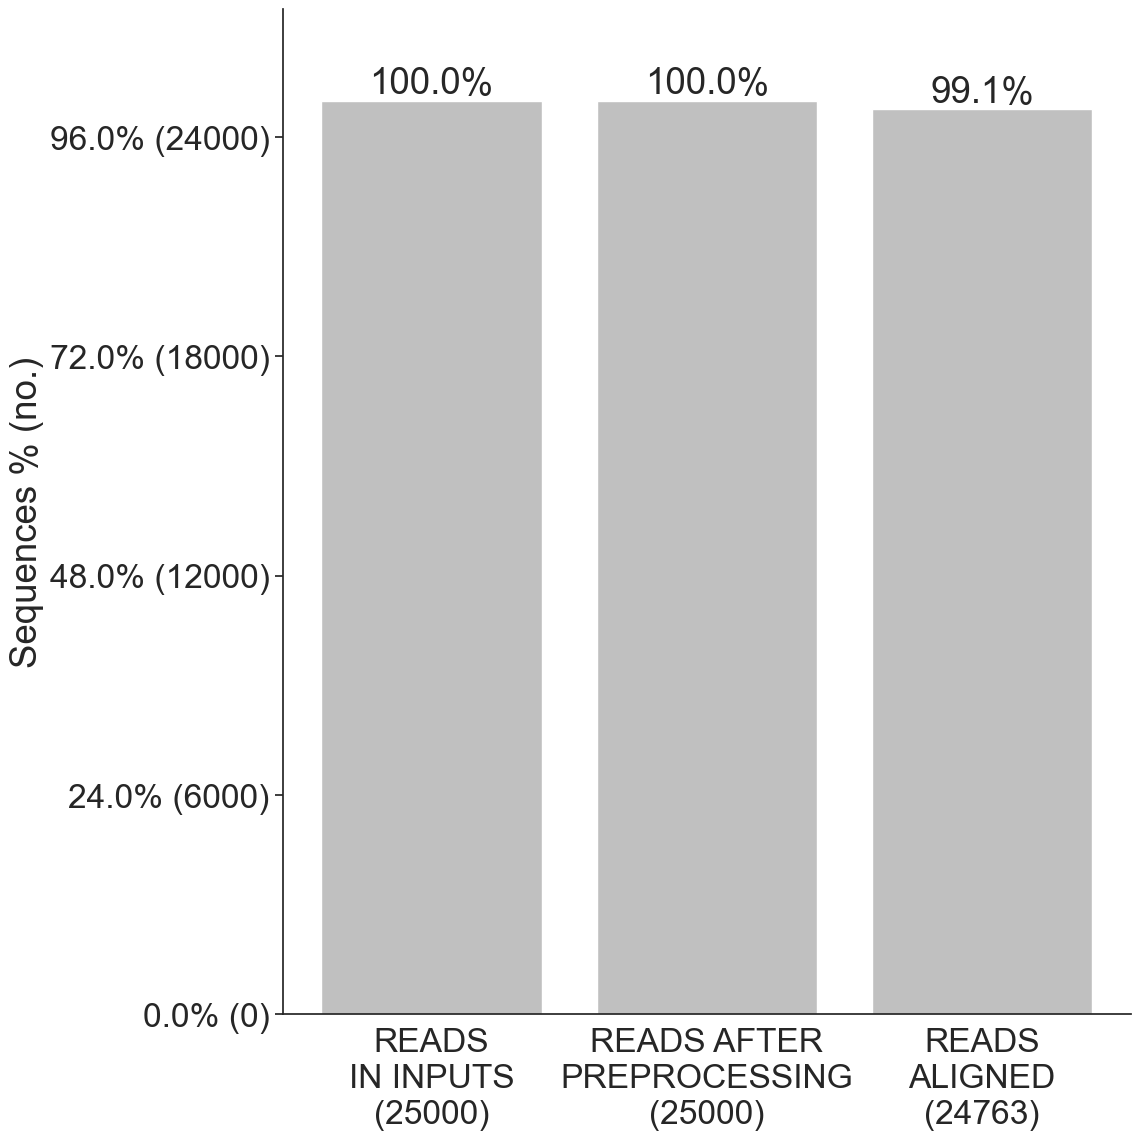 100.0%
100.0%
99.1%
96.0% (24000)
72.0% (18000)
48.0% (12000)
24.0% (6000)
0.0% (0)
Sequences % (no.)
READS
IN INPUTS
(25000)
READS AFTER
PREPROCESSING
(25000)
READS
ALIGNED
(24763)